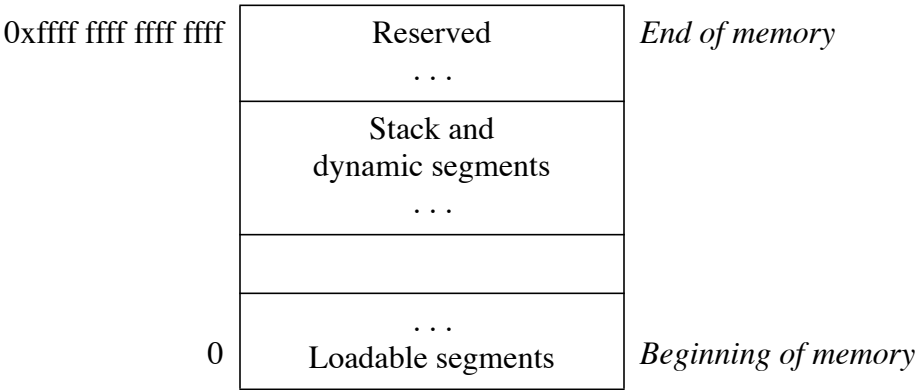 0xffff ffff ffff ffff Reserved End of memory
. . .
Stack and
dynamic segments
. . .
. . .
0 Loadable segments Beginning of memory